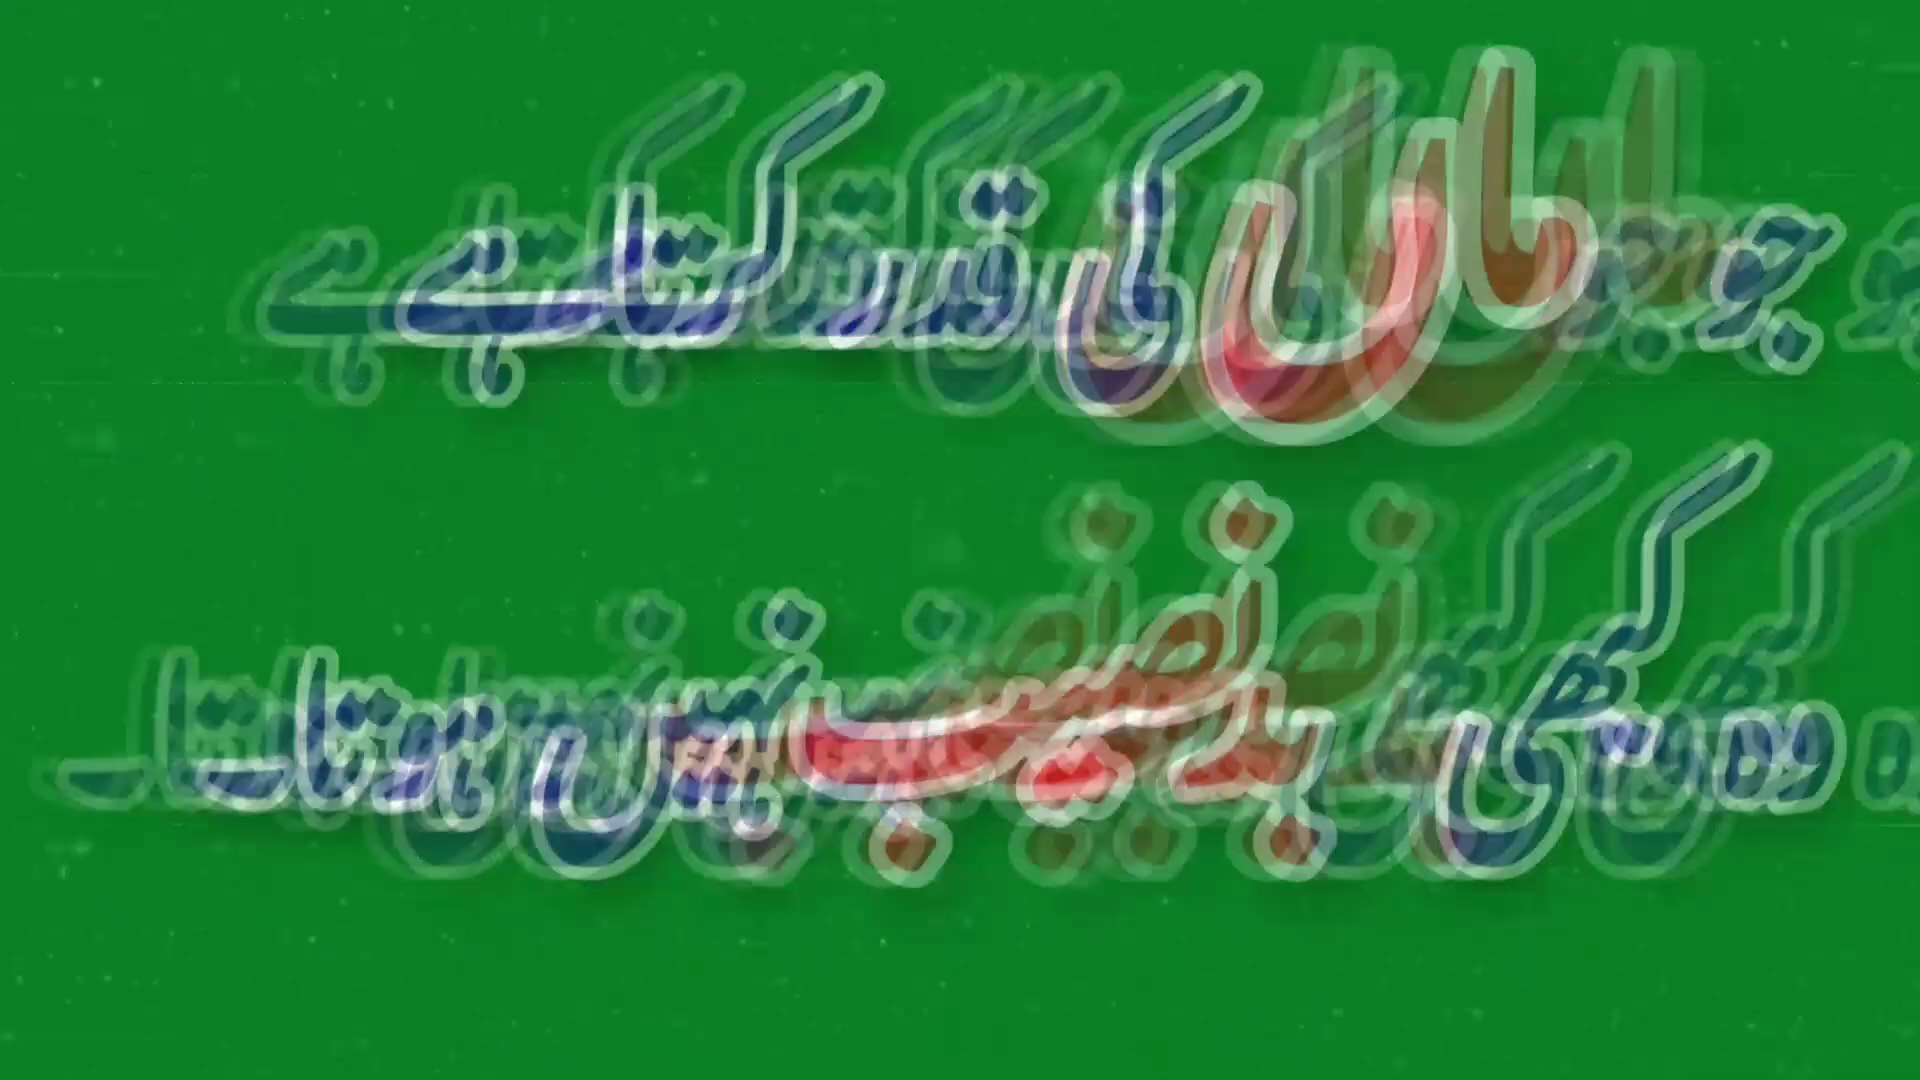 جو ماں کی قدر کرتا ہے
وہ کبھی بدنصیب نہیں ہوتا۔